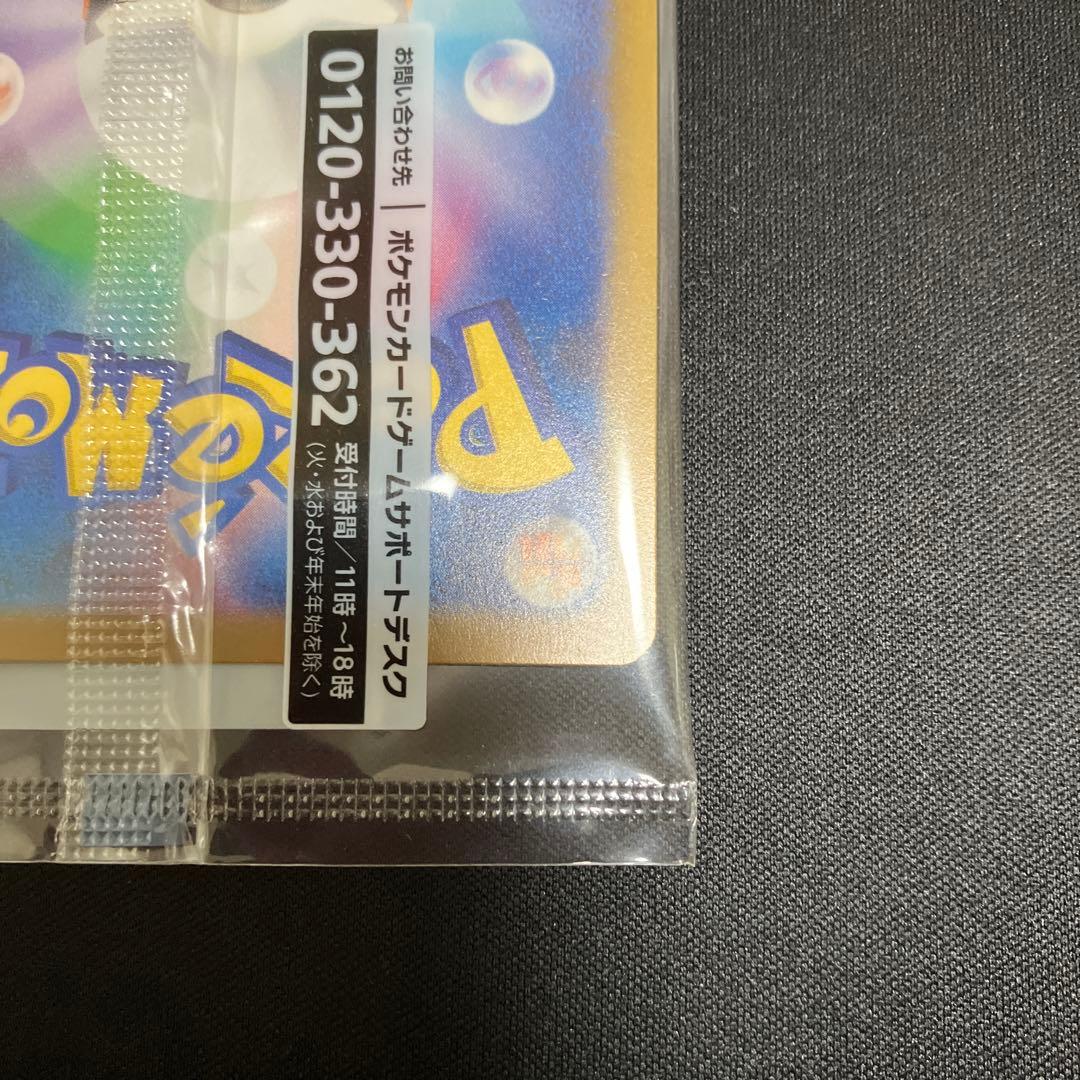 お問い合わせ先 | ポケモンカードゲームサポートデスク
0120-330-362 受付時間/11時~18時
(火・水および年末年始を除く)
Pokémo